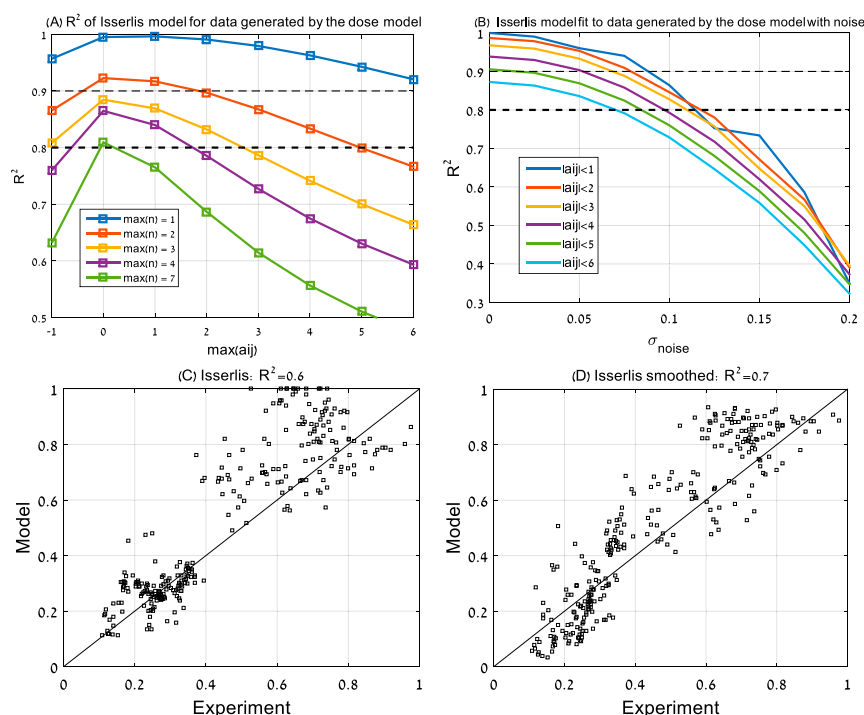 (A) R² of Isserlis model for data generated by the dose model
R²
1
0.9
0.8
0.7
0.6
0.5
max(n) = 1
max(n) = 2
max(n) = 3
max(n) = 4
max(n) = 7
-1 0 1 2 3 4 5 6
max(aij)
(B) Isserlis model fit to data generated by the dose model with noise
R²
1
0.9
0.8
0.7
0.6
0.5
0.4
0.3
|aij|<1
|aij|<2
|aij|<3
|aij|<4
|aij|<5
|aij|<6
0 0.05 0.1 0.15 0.2
σnoise
(C) Isserlis: R²=0.6
Model
1
0.8
0.6
0.4
0.2
0
0 0.2 0.4 0.6 0.8 1
Experiment
(D) Isserlis smoothed: R²=0.7
Model
1
0.8
0.6
0.4
0.2
0
0 0.2 0.4 0.6 0.8 1
Experiment